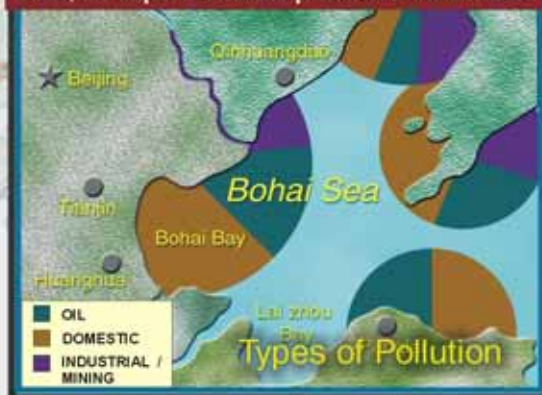 Qinhuangdao
Beijing
Bohai Sea
Tianjin
Bohai Bay
Huanghua
Lai zhou
Bay
OIL
DOMESTIC
INDUSTRIAL /
MINING
Types of Pollution